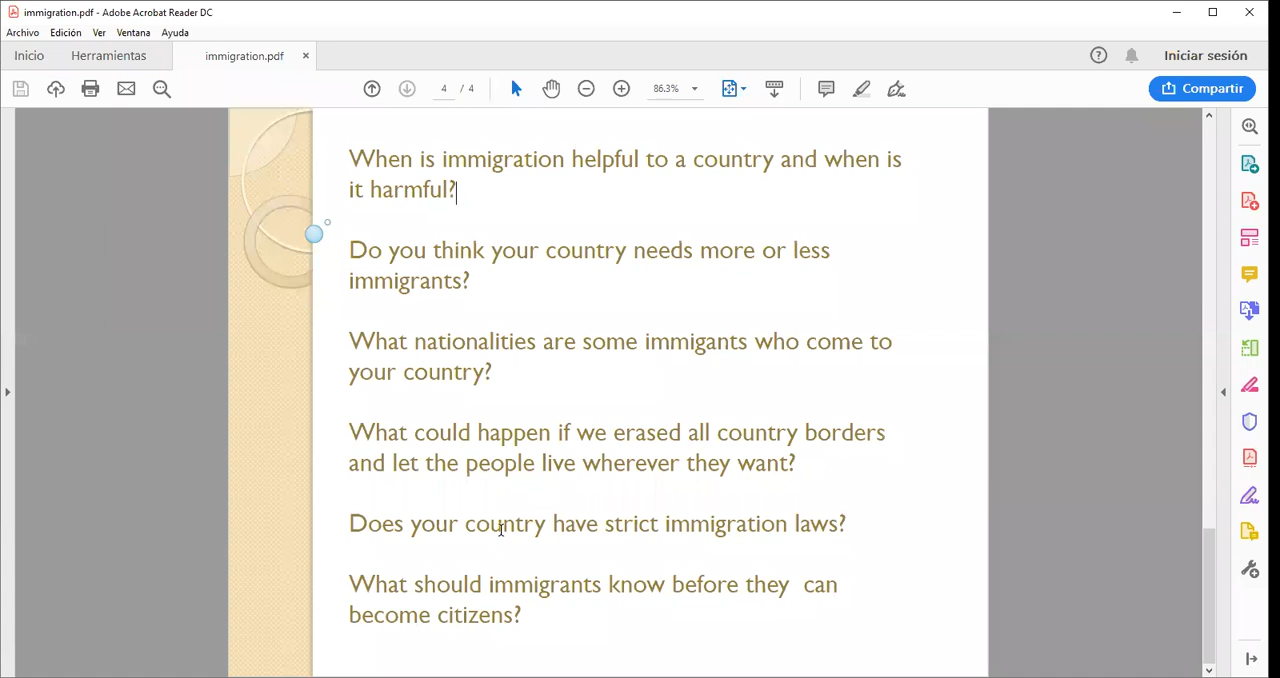 immigration.pdf - Adobe Acrobat Reader DC
Archivo Edición Ver Ventana Ayuda
Inicio Herramientas immigration.pdf × Iniciar sesión
4 / 4 86.3% Compartir
When is immigration helpful to a country and when is
it harmful?
Do you think your country needs more or less
immigrants?
What nationalities are some immigants who come to
your country?
What could happen if we erased all country borders
and let the people live wherever they want?
Does your country have strict immigration laws?
What should immigrants know before they  can
become citizens?